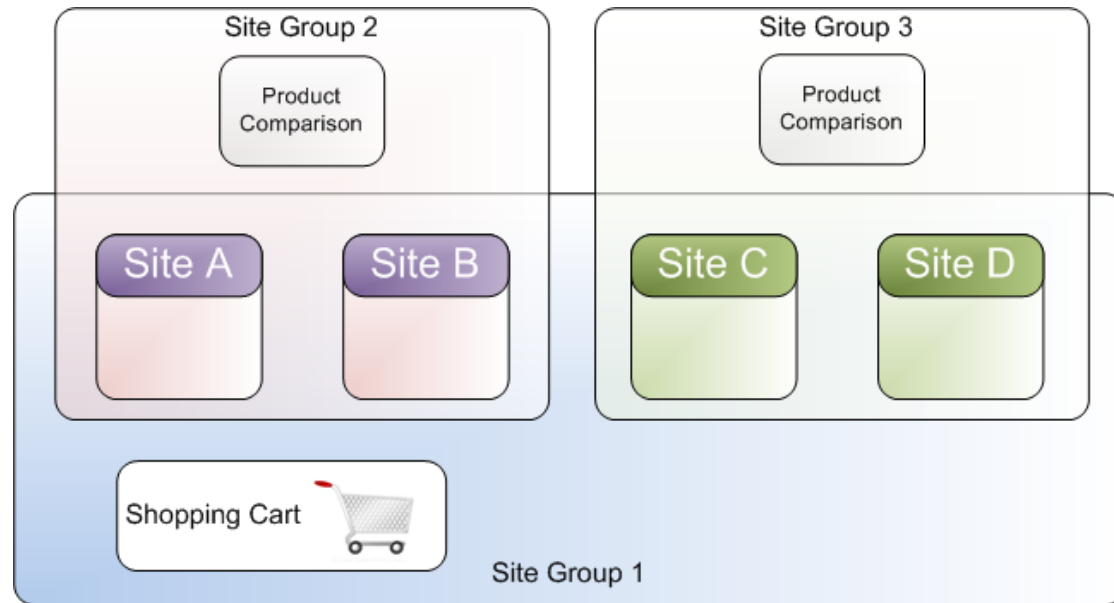 Site Group 2
Site Group 3
Product
Comparison
Product
Comparison
Site A
Site B
Site C
Site D
Shopping Cart
Site Group 1